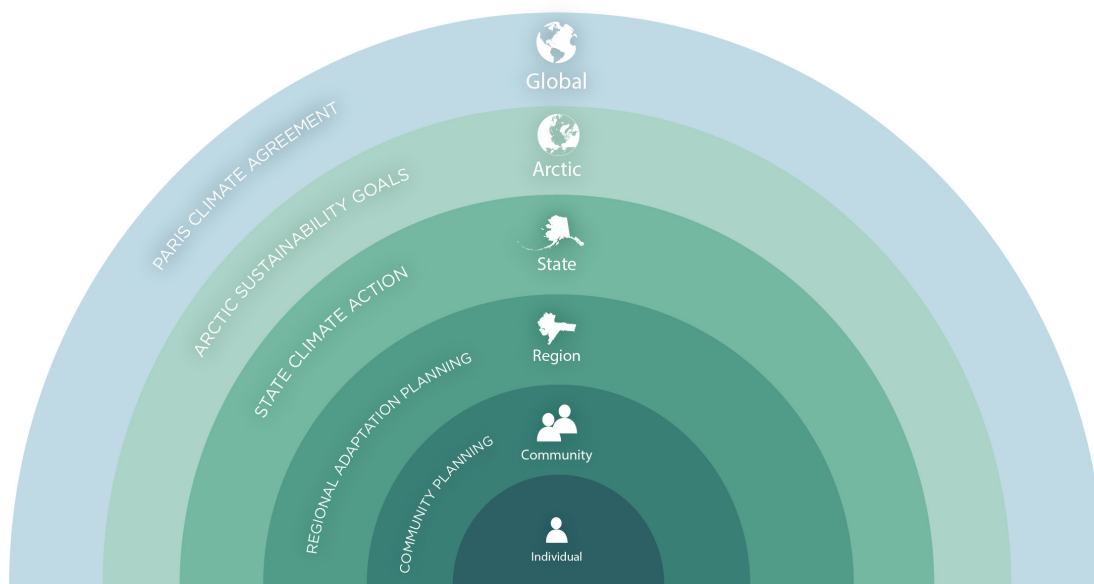 Global
PARIS CLIMATE AGREEMENT
Arctic
ARCTIC SUSTAINABILITY GOALS
State
STATE CLIMATE ACTION
Region
REGIONAL ADAPTATION PLANNING
Community
COMMUNITY PLANNING
Individual